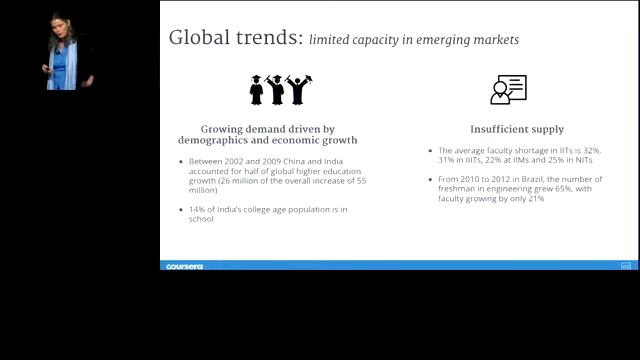 Global trends: limited capacity in emerging markets
Growing demand driven by
demographics and economic growth
Between 2002 and 2009 China and India
accounted for half of global higher education
growth (26 million of the overall increase of 55
million)
14% of India's college age population is in
school
Insufficient supply
The average faculty shortage in IITs is 32%,
31% in IIITs, 22% at IIMs and 25% in NITs.
From 2010 to 2012 in Brazil, the number of
freshman in engineering grew 65%, with
faculty growing by only 21%
coursera